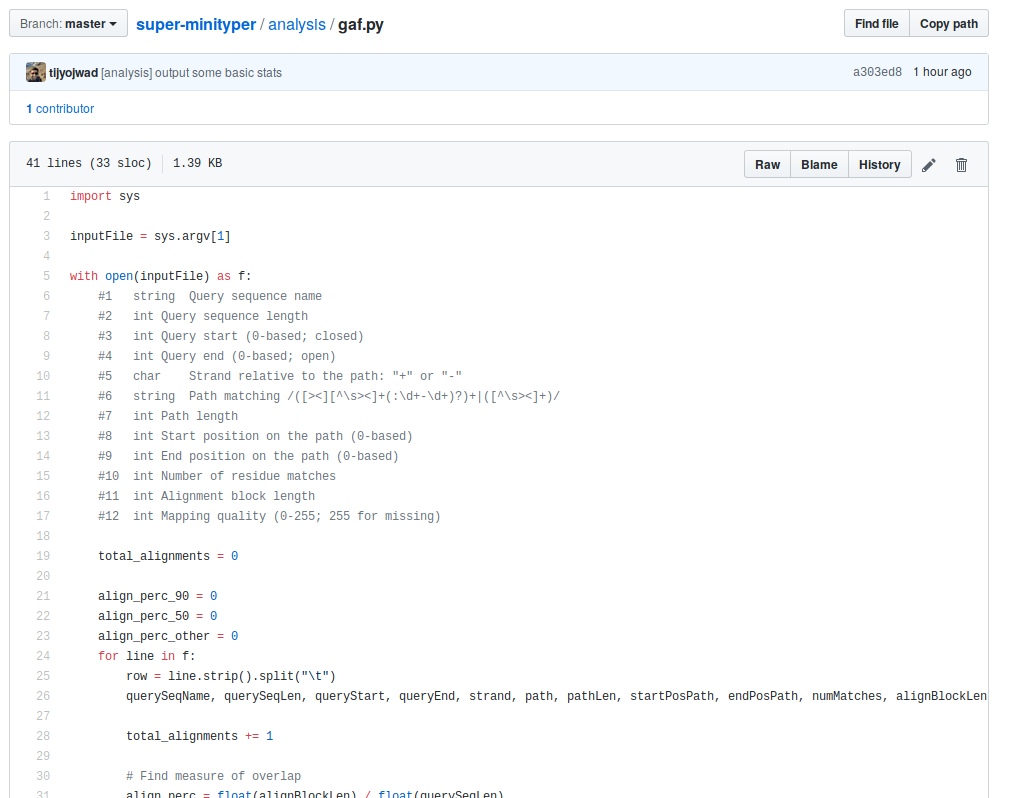 Branch: master super-minityper / analysis / gaf.py Find file Copy path
tijyojwad [analysis] output some basic stats a303ed8 1 hour ago
1 contributor
41 lines (33 sloc) 1.39 KB Raw Blame History
1 import sys
2
3 inputFile = sys.argv[1]
4
5 with open(inputFile) as f:
6 #1 string Query sequence name
7 #2 int Query sequence length
8 #3 int Query start (0-based; closed)
9 #4 int Query end (0-based; open)
10 #5 char Strand relative to the path: "+" or "-"
11 #6 string Path matching /([><][^\s><]+(:\d+-\d+)?)+|([^\s><]+)/
12 #7 int Path length
13 #8 int Start position on the path (0-based)
14 #9 int End position on the path (0-based)
15 #10 int Number of residue matches
16 #11 int Alignment block length
17 #12 int Mapping quality (0-255; 255 for missing)
18
19 total_alignments = 0
20
21 align_perc_90 = 0
22 align_perc_50 = 0
23 align_perc_other = 0
24 for line in f:
25 row = line.strip().split("\t")
26 querySeqName, querySeqLen, queryStart, queryEnd, strand, path, pathLen, startPosPath, endPosPath, numMatches, alignBlockLen
27
28 total_alignments += 1
29
30 # Find measure of overlap
31 align_perc = float(alignBlockLen) / float(querySeqLen)